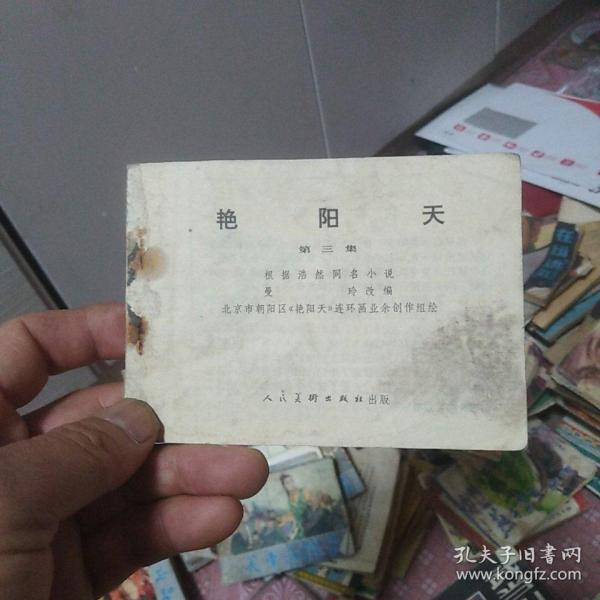 艳 阳 天
第 三 集
根据浩然同名小说
曼 玲改编
北京市朝阳区《艳阳天》连环画业余创作组绘
人民美术出版社出版
孔夫子旧书网
www.kongfz.com